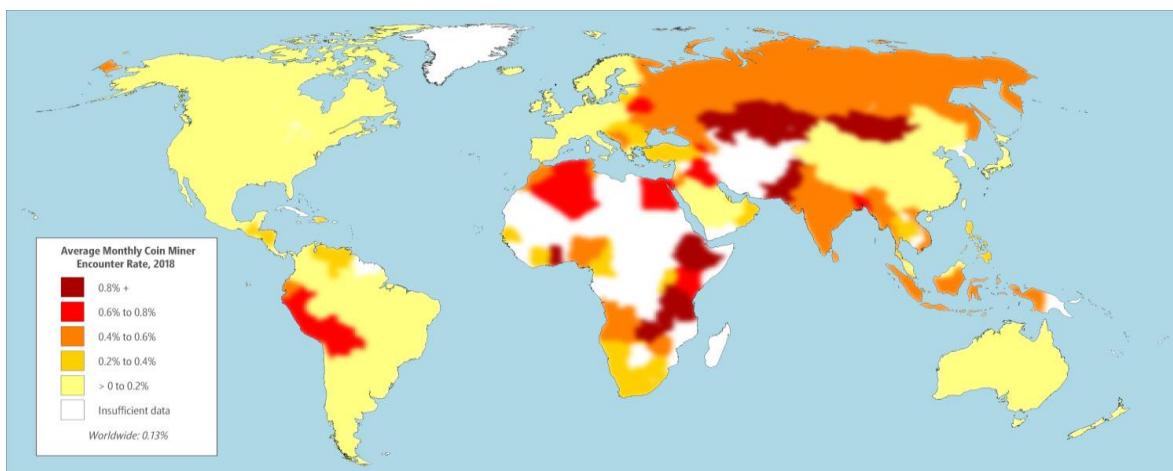 Average Monthly Coin Miner
Encounter Rate, 2018
0.8% +
0.6% to 0.8%
0.4% to 0.6%
0.2% to 0.4%
> 0 to 0.2%
Insufficient data
Worldwide: 0.13%